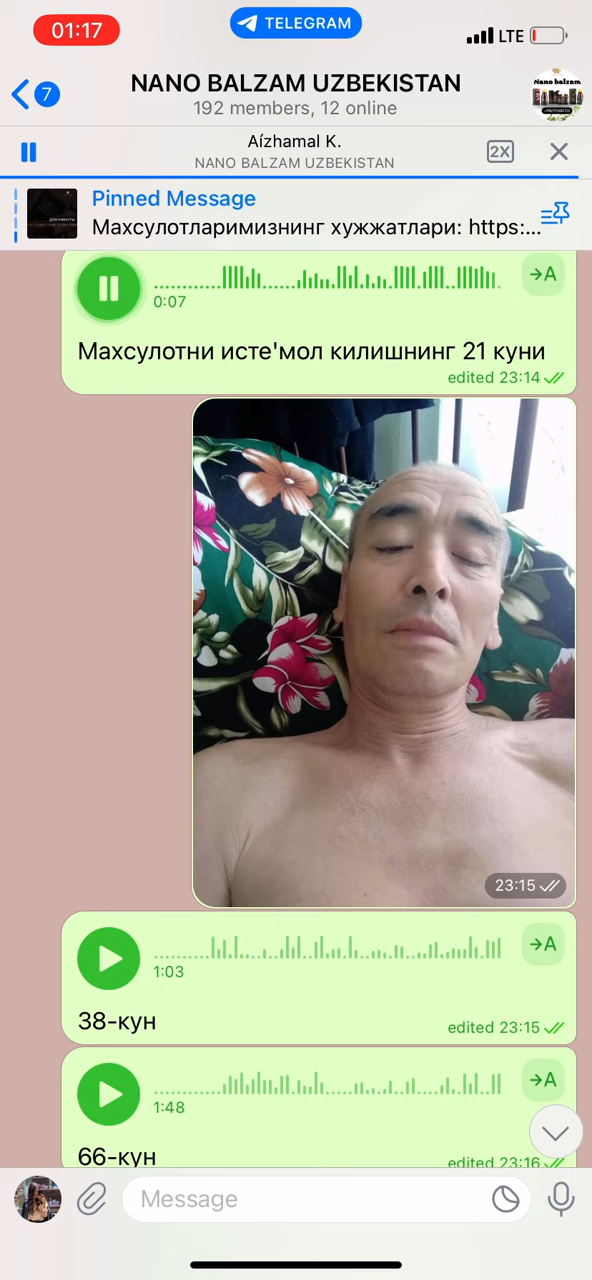 01:17
TELEGRAM
LTE
7
NANO BALZAM UZBEKISTAN
192 members, 12 online
Nano balzam
Aízhamal K.
NANO BALZAM UZBEKISTAN
2X
Pinned Message
Махсулотларимизнинг хужжатлари: https:...
→A
0:07
Махсулотни исте'мол килишнинг 21 куни
edited 23:14
23:15
→A
1:03
38-кун
edited 23:15
→A
1:48
66-кун
edited 23:16
Message